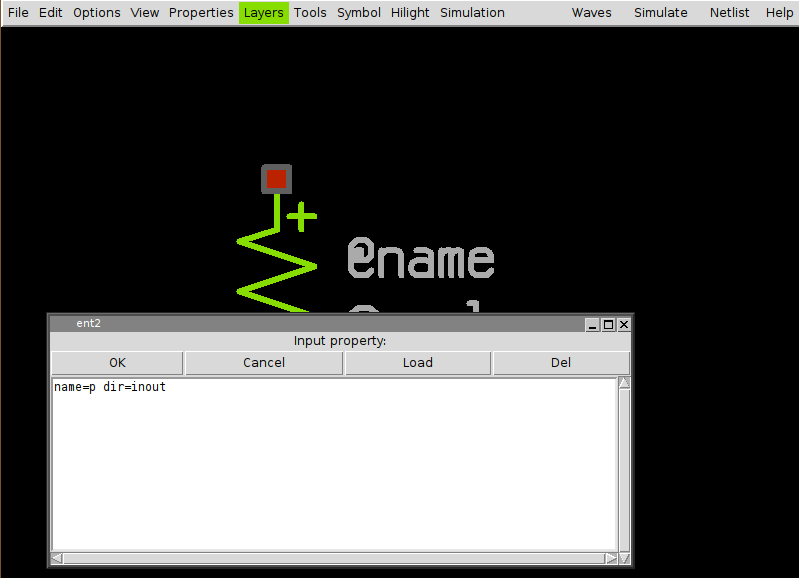 File Edit Options View Properties Layers Tools Symbol Hilight Simulation Waves Simulate Netlist Help
@name
ent2
Input property:
OK Cancel Load Del
name=p dir=inout